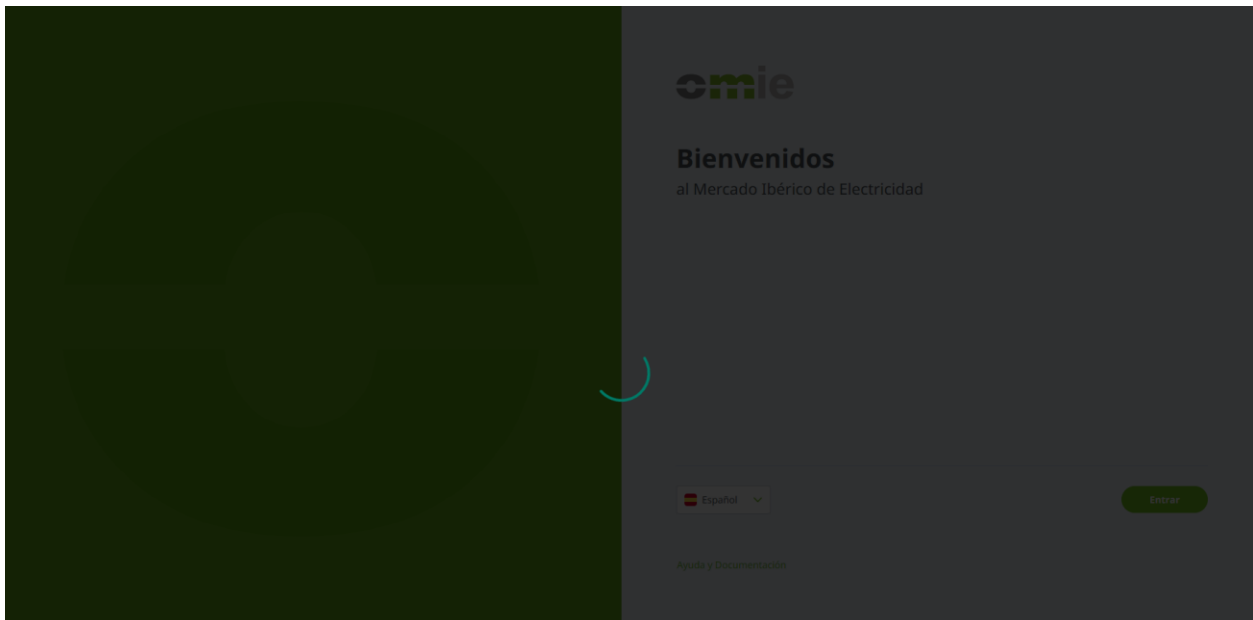 omie
Bienvenidos
al Mercado Ibérico de Electricidad
Español
Entrar
Ayuda y Documentación